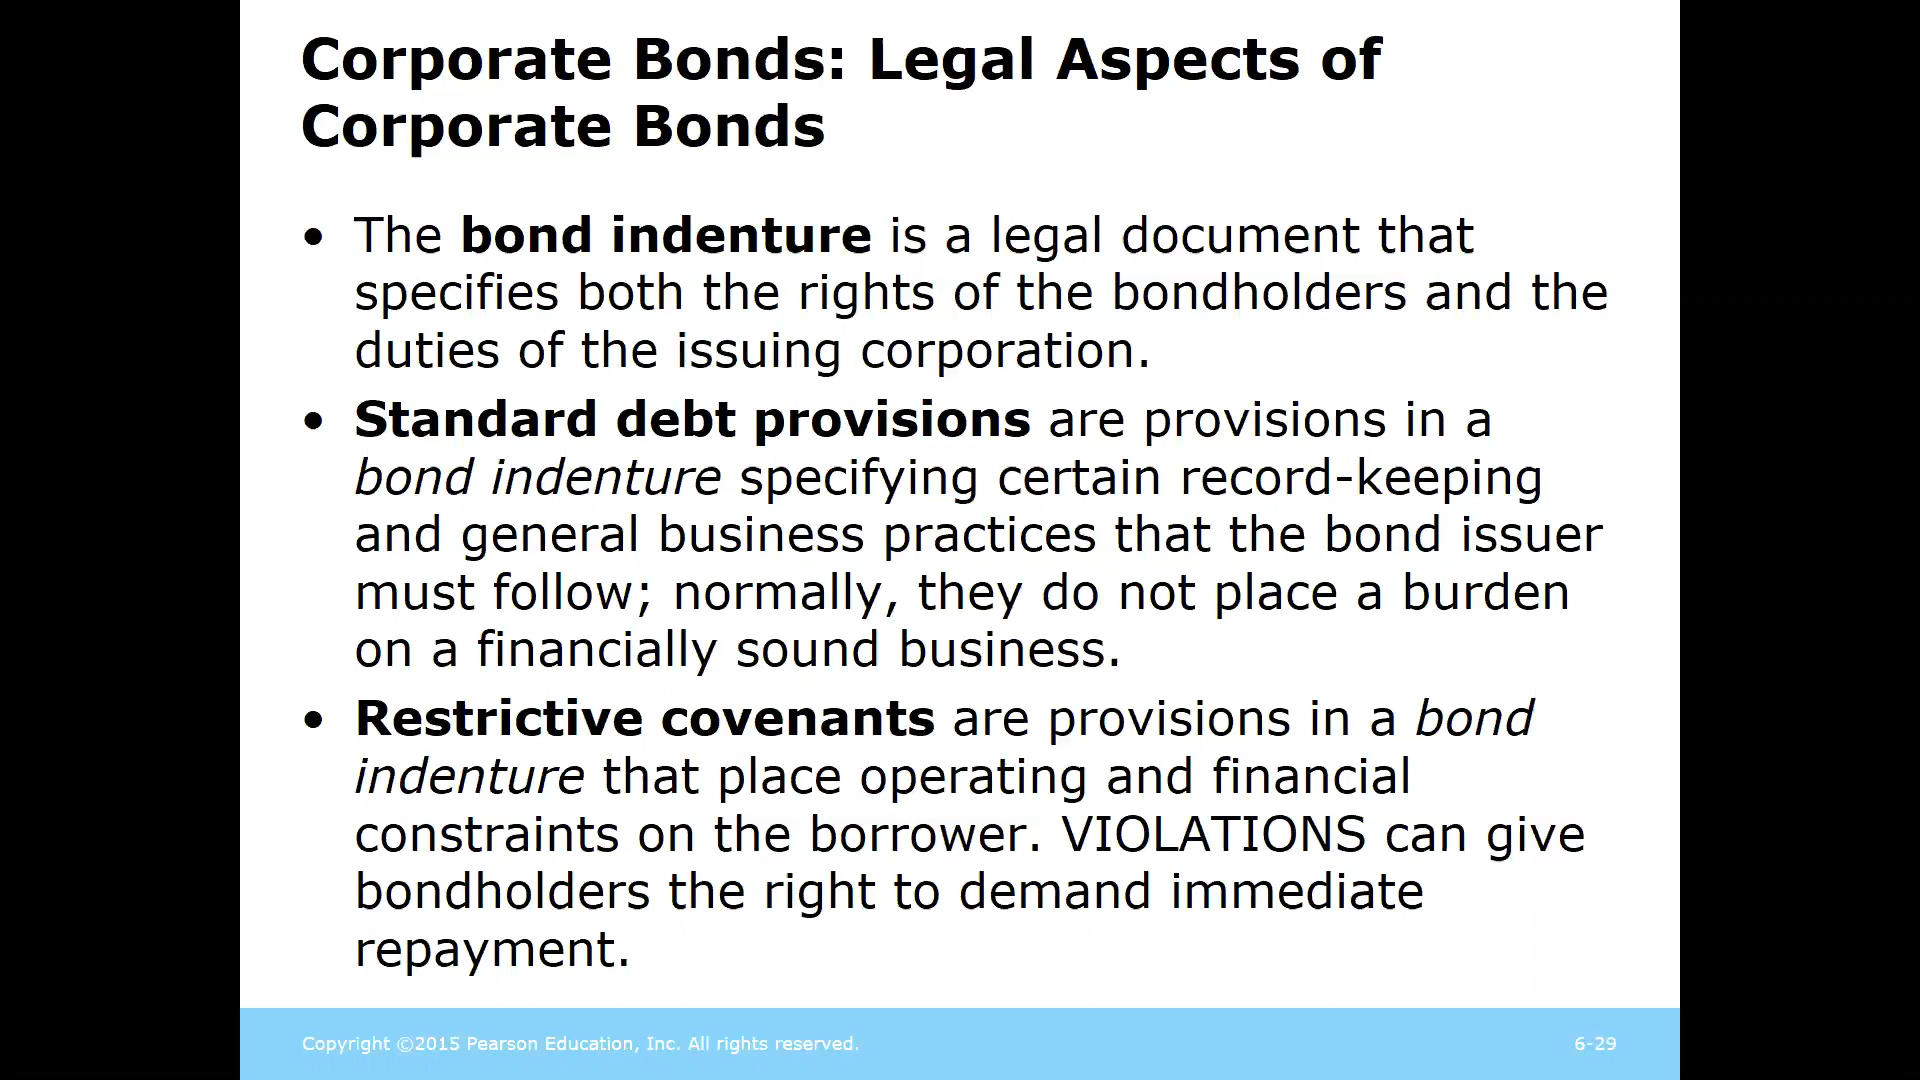 Corporate Bonds: Legal Aspects of
Corporate Bonds
• The bond indenture is a legal document that
specifies both the rights of the bondholders and the
duties of the issuing corporation.
• Standard debt provisions are provisions in a
bond indenture specifying certain record-keeping
and general business practices that the bond issuer
must follow; normally, they do not place a burden
on a financially sound business.
• Restrictive covenants are provisions in a bond
indenture that place operating and financial
constraints on the borrower. VIOLATIONS can give
bondholders the right to demand immediate
repayment.
Copyright ©2015 Pearson Education, Inc. All rights reserved.
6-29